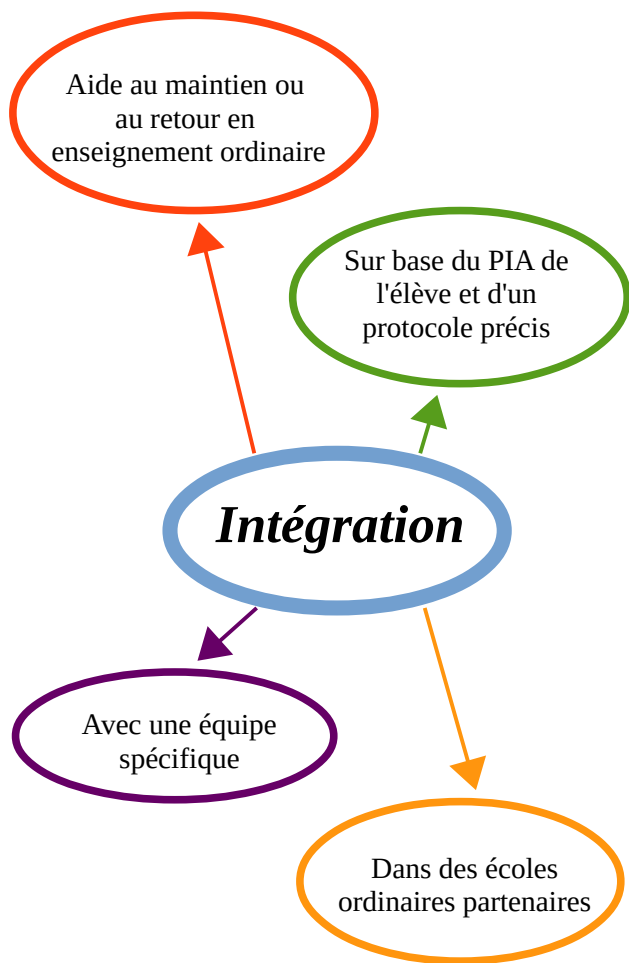 Aide au maintien ou
au retour en
enseignement ordinaire
Sur base du PIA de
l'élève et d'un
protocole précis
Intégration
Avec une équipe
spécifique
Dans des écoles
ordinaires partenaires